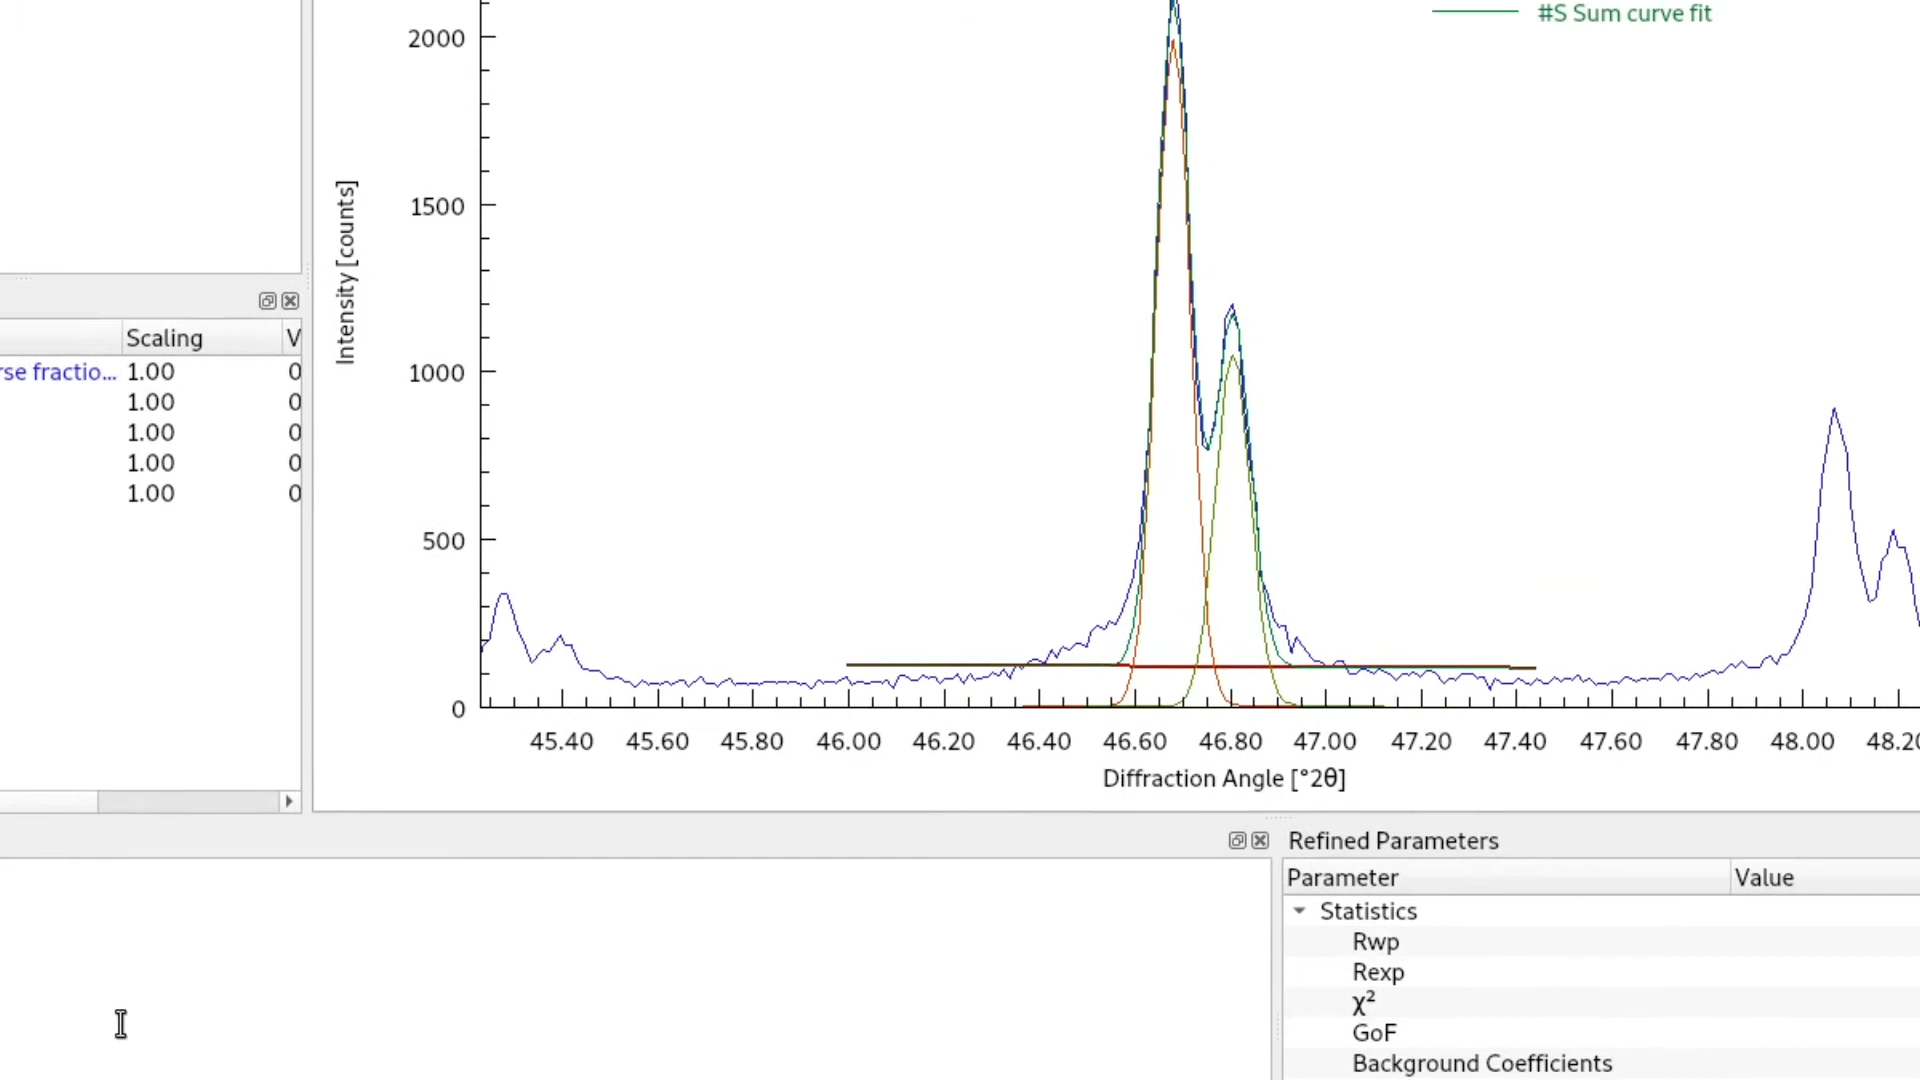 #S Sum curve fit
2000
1500
1000
500
0
Intensity [counts]
45.40 45.60 45.80 46.00 46.20 46.40 46.60 46.80 47.00 47.20 47.40 47.60 47.80 48.00 48.20
Diffraction Angle [°2θ]
Scaling V
rse fractio... 1.00 0
1.00 0
1.00 0
1.00 0
1.00 0
Refined Parameters
Parameter Value
Statistics
Rwp
Rexp
χ²
GoF
Background Coefficients